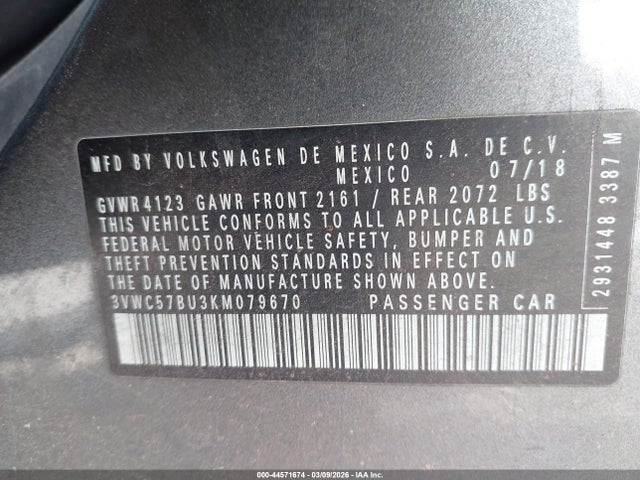 MFD BY VOLKSWAGEN DE MEXICO S.A. DE C.V.
MEXICO 07/18
GVWR4123 GAWR FRONT 2161 / REAR 2072 LBS
THIS VEHICLE CONFORMS TO ALL APPLICABLE U.S.
FEDERAL MOTOR VEHICLE SAFETY, BUMPER AND
THEFT PREVENTION STANDARDS IN EFFECT ON
THE DATE OF MANUFACTURE SHOWN ABOVE.
3VWC57BU3KM079670 PASSENGER CAR
2931448 3387 M
000-44571674 | 03/09/2026 - IAA Inc.